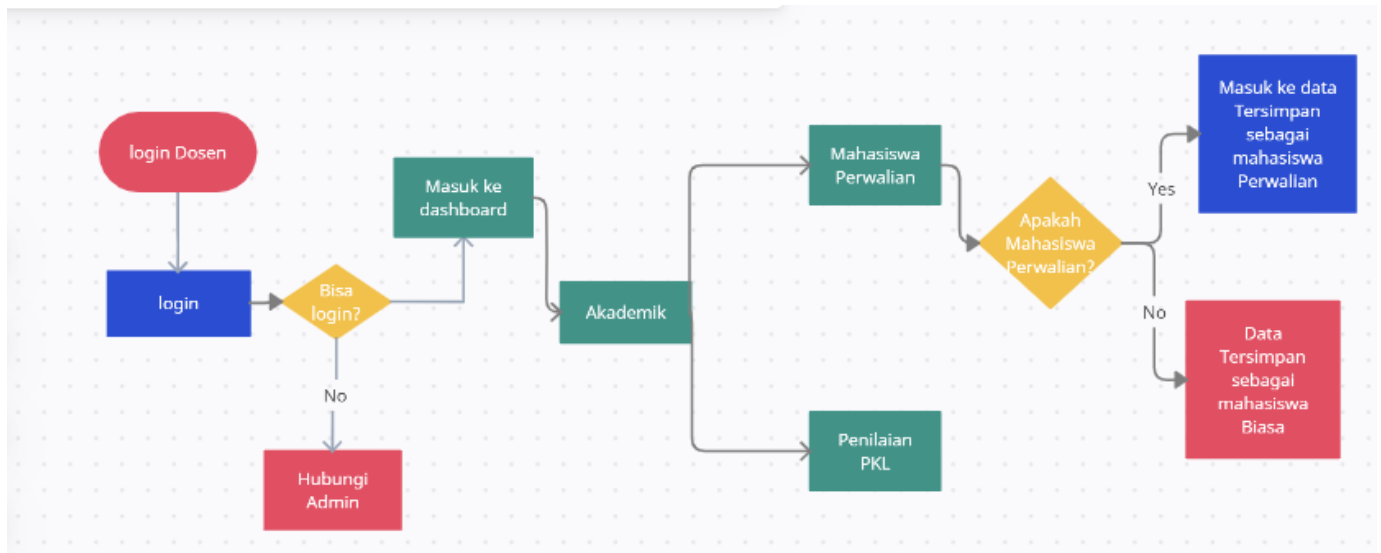 login Dosen
login
Bisa
login?
No
Hubungi
Admin
Masuk ke
dashboard
Akademik
Mahasiswa
Perwalian
Penilaian
PKL
Apakah
Mahasiswa
Perwalian?
Yes
Masuk ke data
Tersimpan
sebagai
mahasiswa
Perwalian
No
Data
Tersimpan
sebagai
mahasiswa
Biasa